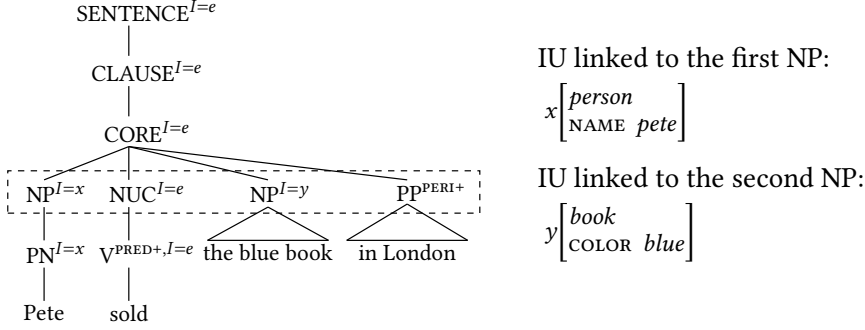 SENTENCE^{I=e}
CLAUSE^{I=e}
CORE^{I=e}
NP^{I=x} NUC^{I=e} NP^{I=y} PP^{PERI+}
PN^{I=x} V^{PRED+,I=e} the blue book in London
Pete sold
IU linked to the first NP:
x[person
NAME pete]
IU linked to the second NP:
y[book
COLOR blue]